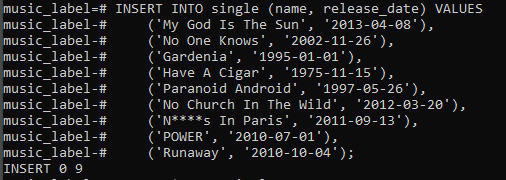 music_label=# INSERT INTO single (name, release_date) VALUES
music_label-# ('My God Is The Sun', '2013-04-08'),
music_label-# ('No One Knows', '2002-11-26'),
music_label-# ('Gardenia', '1995-01-01'),
music_label-# ('Have A Cigar', '1975-11-15'),
music_label-# ('Paranoid Android', '1997-05-26'),
music_label-# ('No Church In The Wild', '2012-03-20'),
music_label-# ('N****s In Paris', '2011-09-13'),
music_label-# ('POWER', '2010-07-01'),
music_label-# ('Runaway', '2010-10-04');
INSERT 0 9